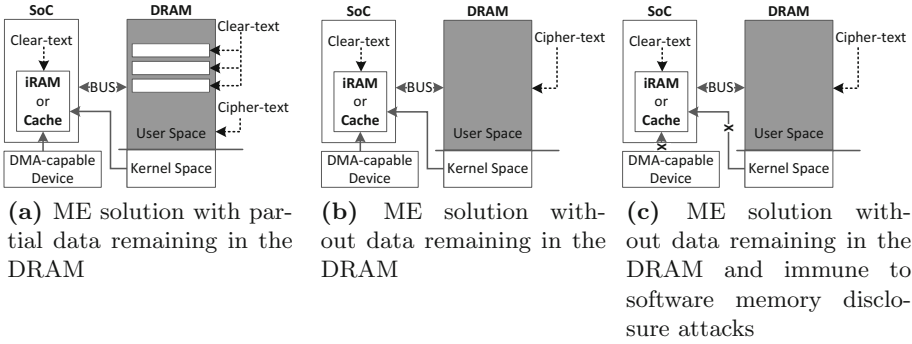 SoC
DRAM
Clear-text
Clear-text
iRAM
or
Cache
BUS
Cipher-text
User Space
DMA-capable
Device
Kernel Space
(a) ME solution with par-
tial data remaining in the
DRAM
SoC
DRAM
Clear-text
Cipher-text
iRAM
or
Cache
BUS
User Space
DMA-capable
Device
Kernel Space
(b) ME solution with-
out data remaining in the
DRAM
SoC
DRAM
Clear-text
Cipher-text
iRAM
or
Cache
BUS
X
X
User Space
DMA-capable
Device
Kernel Space
(c) ME solution with-
out data remaining in the
DRAM and immune to
software memory disclo-
sure attacks